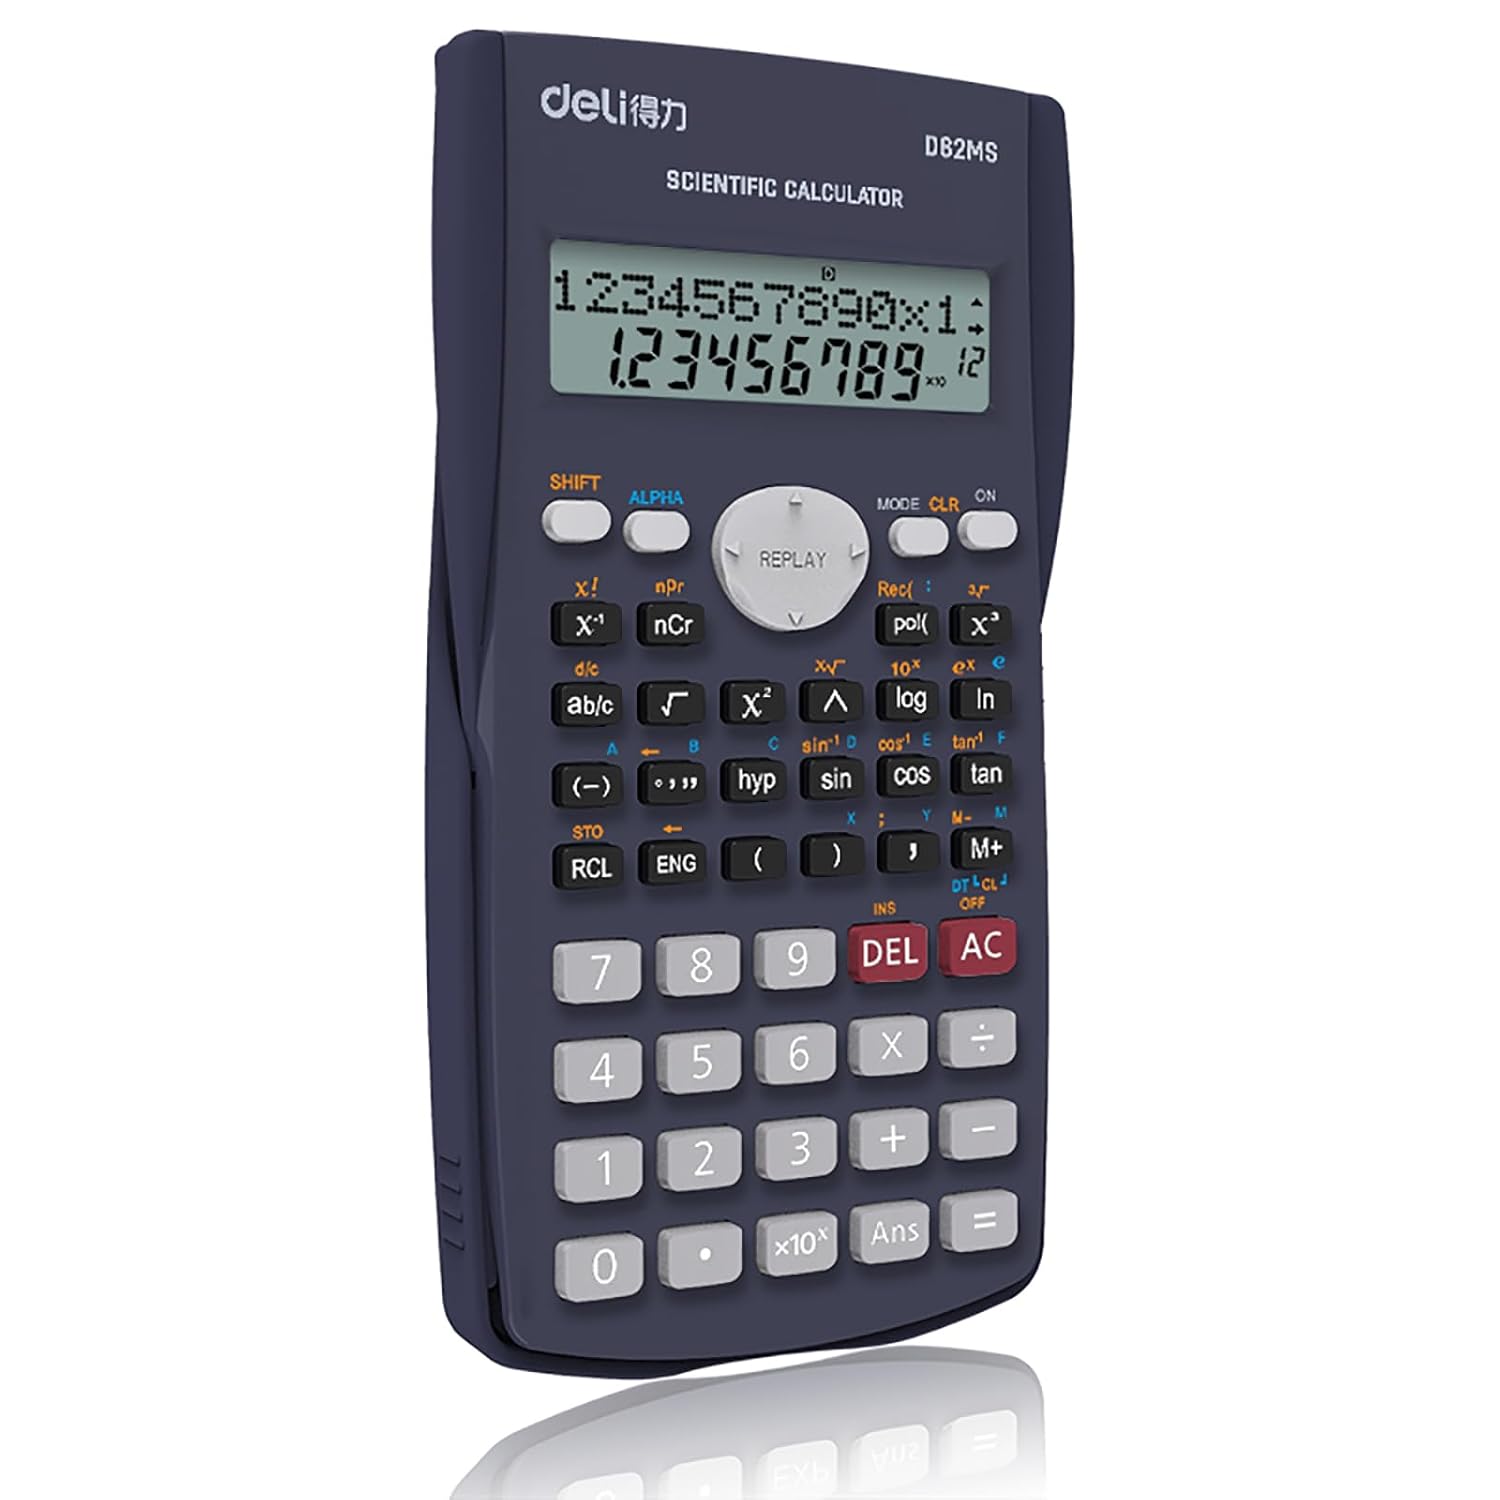 deli得力
D82MS
SCIENTIFIC CALCULATOR
D
1234567890x1
1.23456789 x10 12
SHIFT ALPHA MODE CLR ON
REPLAY
x! nPr Rec( : ³√
x⁻¹ nCr pol( x³
d/c x√ 10ˣ eˣ e
ab/c √ x² ^ log ln
A ← B C sin⁻¹ D cos⁻¹ E tan⁻¹ F
(−) ° , ,, hyp sin cos tan
STO ← X ; Y M- M
RCL ENG ( ) , M+
DT CL
INS OFF
7 8 9 DEL AC
4 5 6 × ÷
1 2 3 + −
0 . ×10ˣ Ans =
EXP Ans =